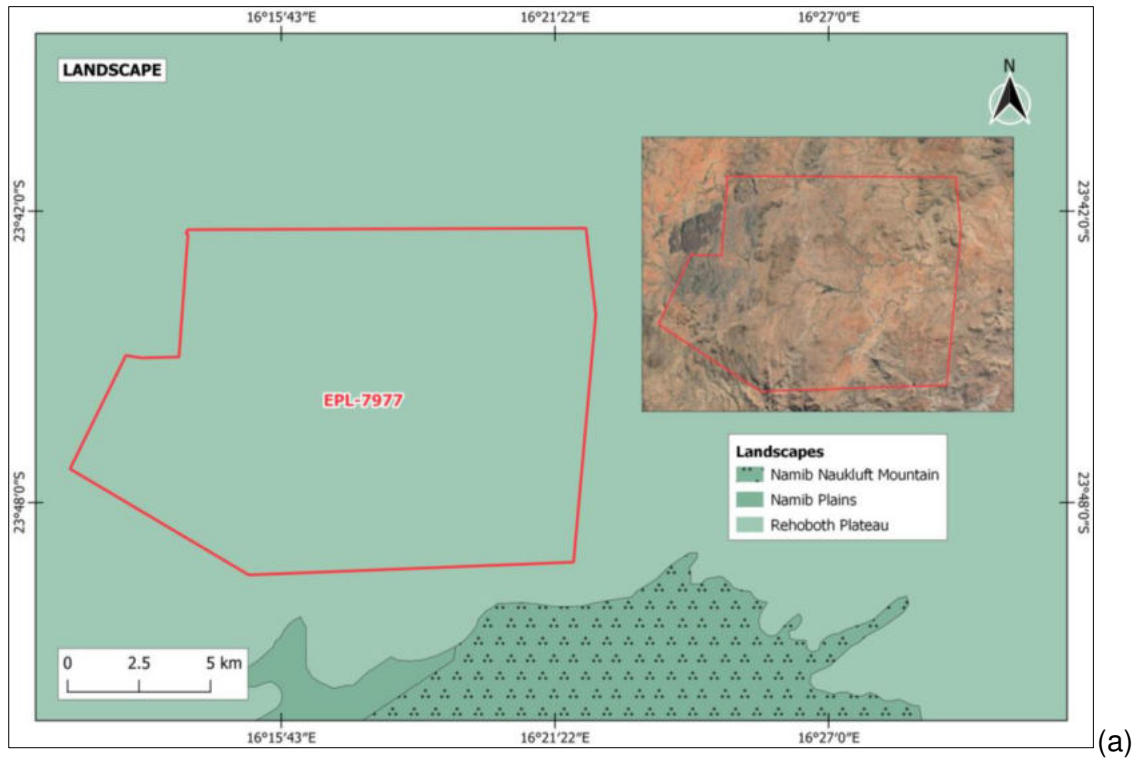 16°15'43"E 16°21'22"E 16°27'0"E
LANDSCAPE
N
23°42'0"S 23°42'0"S
EPL-7977
Landscapes
Namib Naukluft Mountain
Namib Plains
Rehoboth Plateau
23°48'0"S 23°48'0"S
0 2.5 5 km
16°15'43"E 16°21'22"E 16°27'0"E
(a)